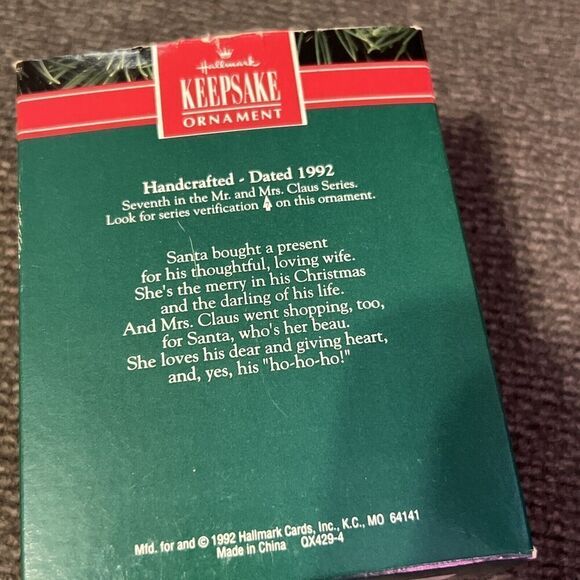 Hallmark
KEEPSAKE
ORNAMENT
Handcrafted - Dated 1992
Seventh in the Mr. and Mrs. Claus Series.
Look for series verification on this ornament.
Santa bought a present
for his thoughtful, loving wife.
She's the merry in his Christmas
and the darling of his life.
And Mrs. Claus went shopping, too,
for Santa, who's her beau.
She loves his dear and giving heart,
and, yes, his "ho-ho-ho!"
Mfd. for and © 1992 Hallmark Cards, Inc., K.C., MO 64141
Made in China QX429-4